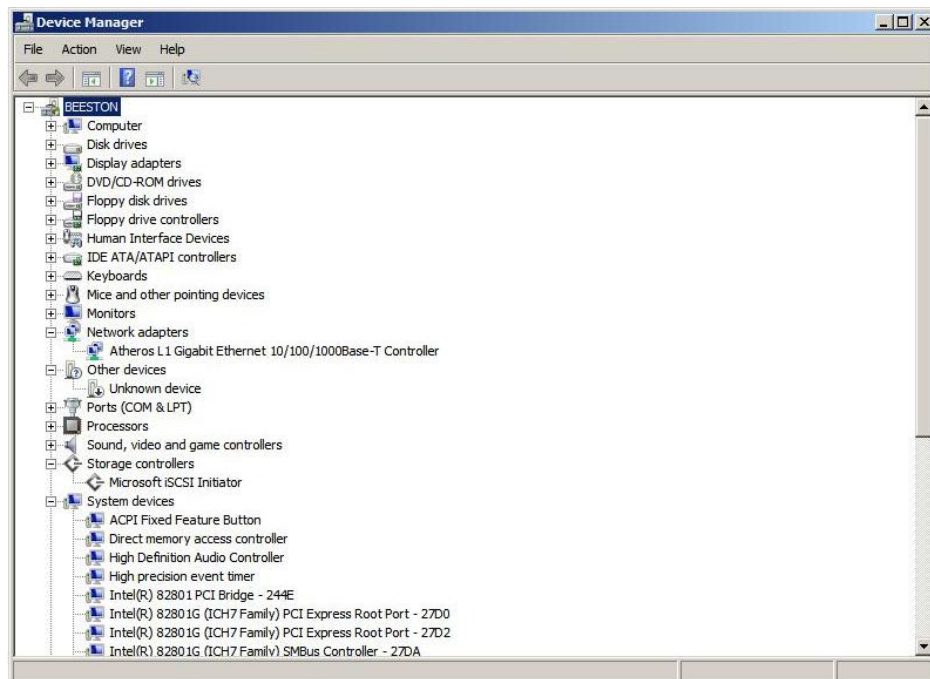 Device Manager
File Action View Help
BEESTON
Computer
Disk drives
Display adapters
DVD/CD-ROM drives
Floppy disk drives
Floppy drive controllers
Human Interface Devices
IDE ATA/ATAPI controllers
Keyboards
Mice and other pointing devices
Monitors
Network adapters
Atheros L1 Gigabit Ethernet 10/100/1000Base-T Controller
Other devices
Unknown device
Ports (COM & LPT)
Processors
Sound, video and game controllers
Storage controllers
Microsoft iSCSI Initiator
System devices
ACPI Fixed Feature Button
Direct memory access controller
High Definition Audio Controller
High precision event timer
Intel(R) 82801 PCI Bridge - 244E
Intel(R) 82801G (ICH7 Family) PCI Express Root Port - 27D0
Intel(R) 82801G (ICH7 Family) PCI Express Root Port - 27D2
Intel(R) 82801G (ICH7 Family) SMBus Controller - 27DA